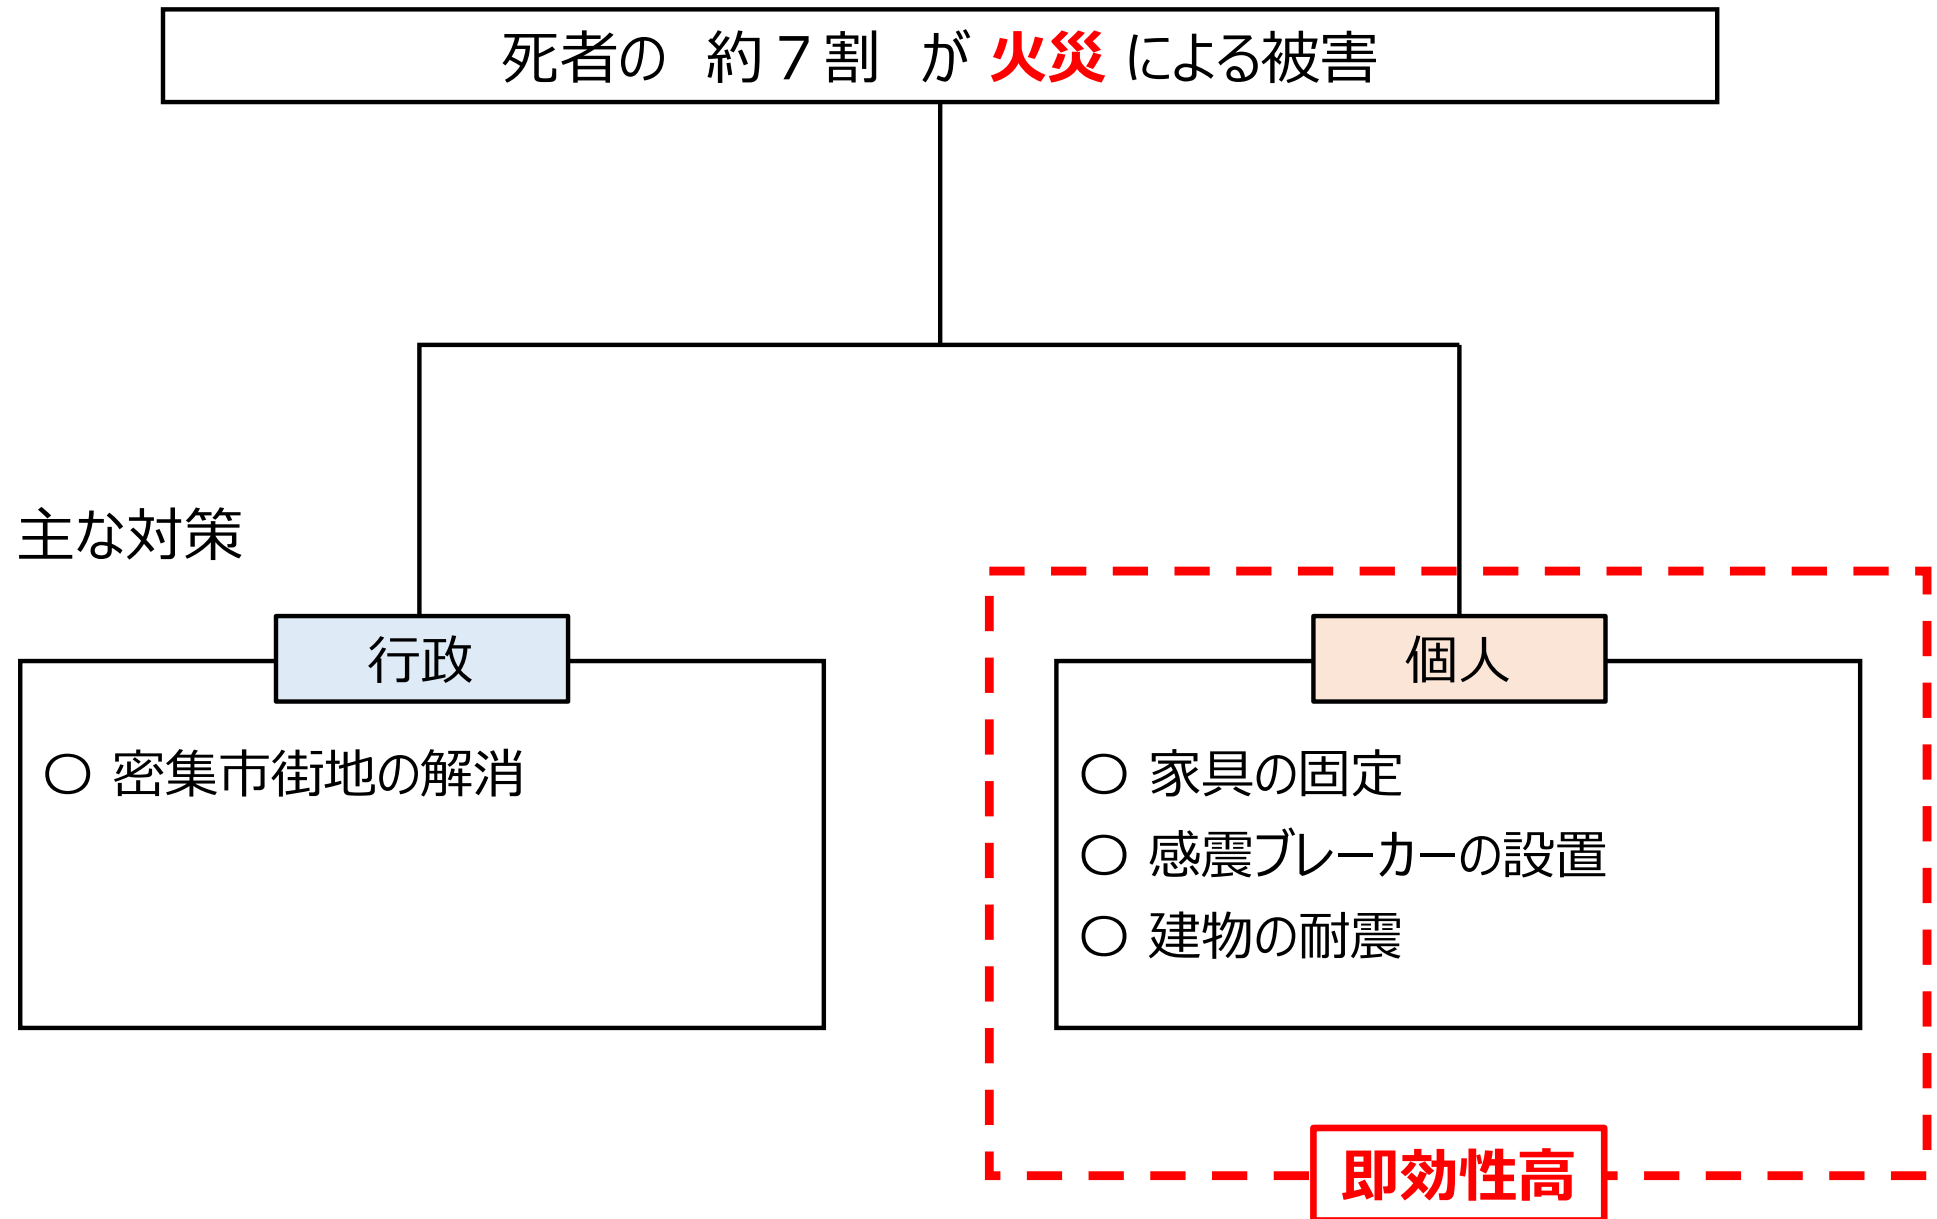 死者の 約７割 が 火災 による被害
主な対策
行政
○ 密集市街地の解消
個人
○ 家具の固定
○ 感震ブレーカーの設置
○ 建物の耐震
即効性高